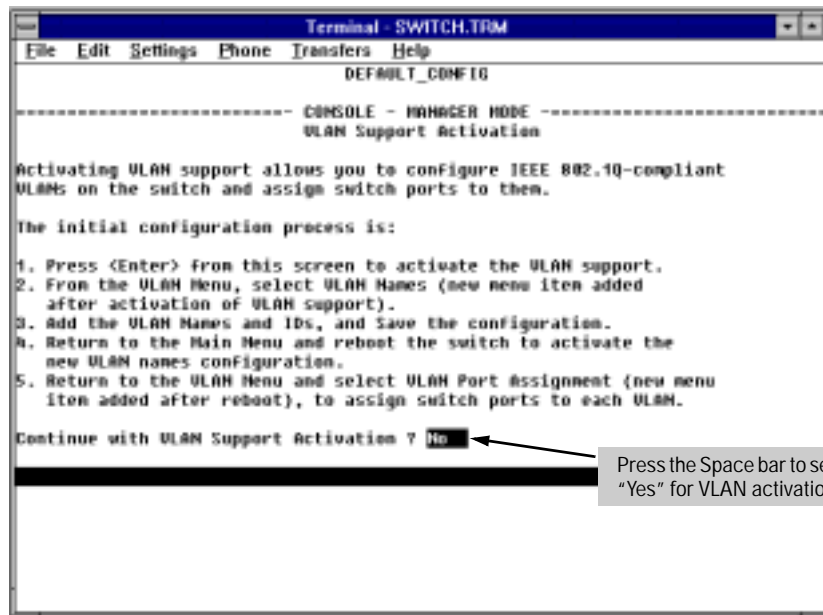 Terminal - SWITCH.TRM
File Edit Settings Phone Transfers Help
DEFAULT_CONFIG
---------------------------- CONSOLE - MANAGER MODE ----------------------------
VLAN Support Activation
Activating VLAN support allows you to configure IEEE 802.1Q-compliant
VLANs on the switch and assign switch ports to them.
The initial configuration process is:
1. Press <Enter> from this screen to activate the VLAN support.
2. From the VLAN Menu, select VLAN Names (new menu item added
after activation of VLAN support).
3. Add the VLAN Names and IDs, and Save the configuration.
4. Return to the Main Menu and reboot the switch to activate the
new VLAN names configuration.
5. Return to the VLAN Menu and select VLAN Port Assignment (new menu
item added after reboot), to assign switch ports to each VLAN.
Continue with VLAN Support Activation ? No
Press the Space bar to se
“Yes” for VLAN activatio